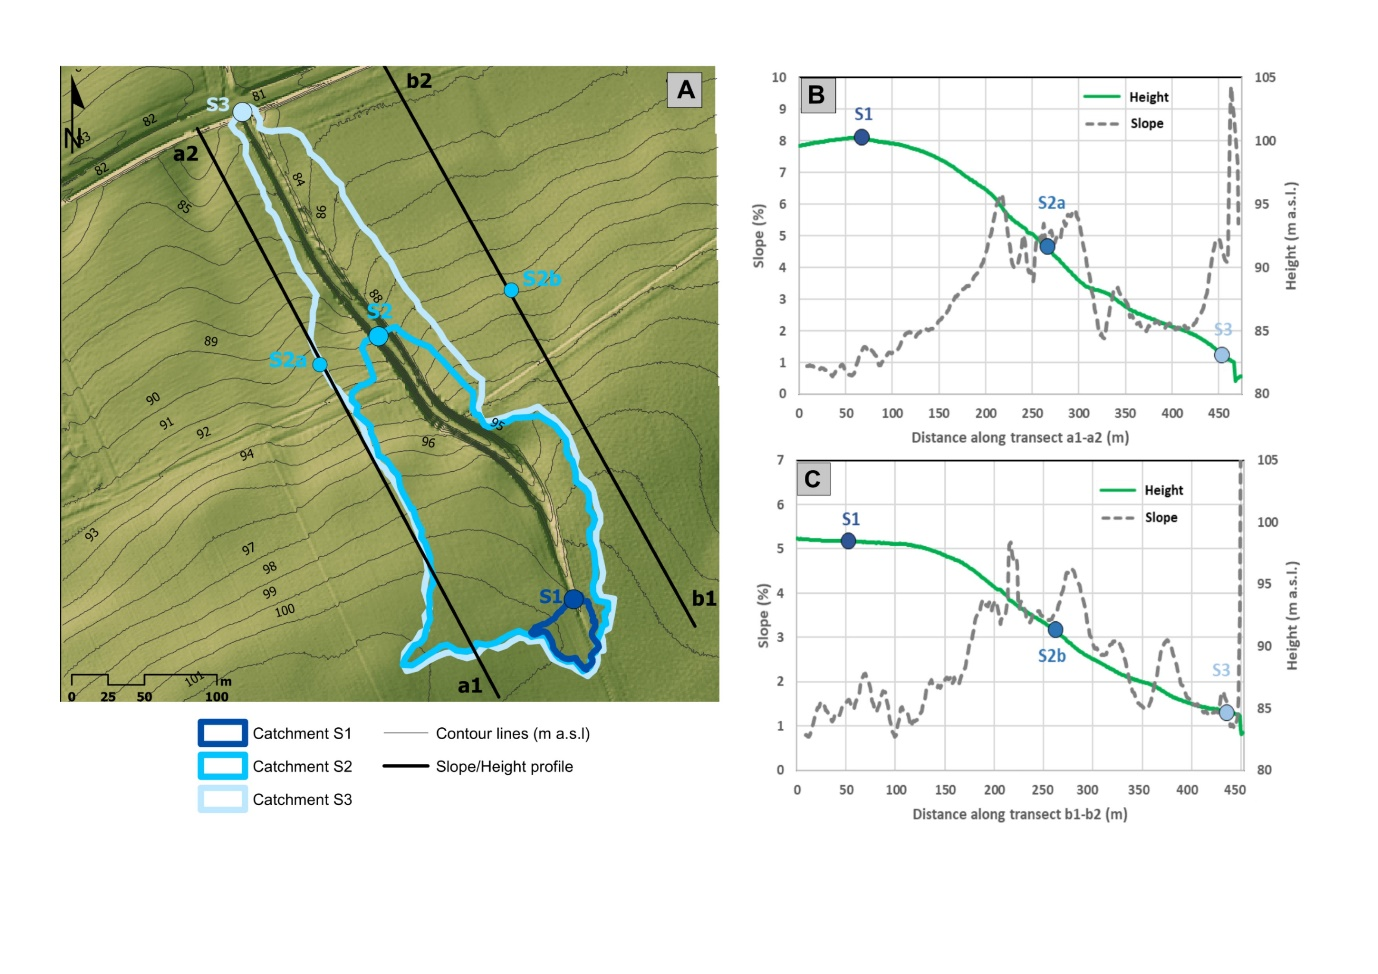 A
b2
S3
81
82
83
N
82
a2
84
85
86
88
S2b
S2
89
S2a
90
91
92
95
96
94
93
97
98
99
100
S1
b1
101
a1
m
0 25 50 100
Catchment S1
Contour lines (m a.s.l)
Catchment S2
Slope/Height profile
Catchment S3
B
10
9
8
7
6
5
4
3
2
1
0
Slope (%)
S1
S2a
S3
Height
Slope
105
100
95
90
85
80
Height (m a.s.l.)
0 50 100 150 200 250 300 350 400 450
Distance along transect a1-a2 (m)
C
7
6
5
4
3
2
1
0
Slope (%)
S1
S2b
S3
Height
Slope
105
100
95
90
85
80
Height (m a.s.l.)
0 50 100 150 200 250 300 350 400 450
Distance along transect b1-b2 (m)